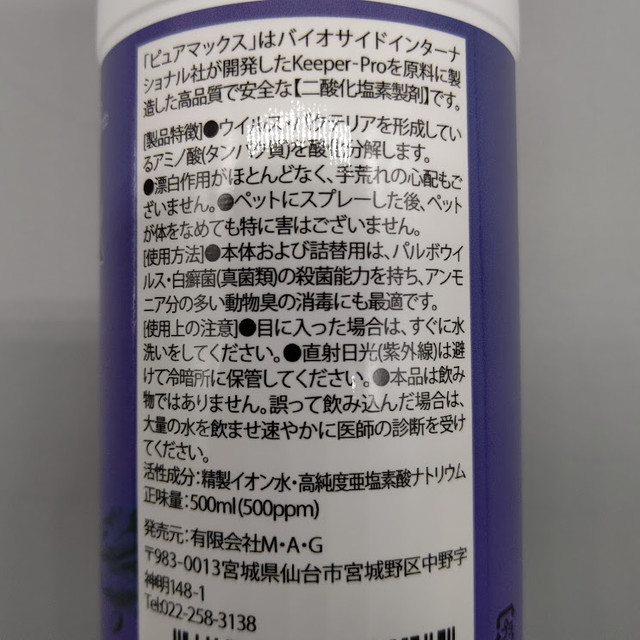 「ピュアマックス」はバイオサイドインターナ
ショナル社が開発したKeeper-Proを原料に製
造した高品質で安全な【二酸化塩素製剤】です。
[製品特徴]●ウイルス・バクテリアを形成してい
るアミノ酸(タンパク質)を酸化分解します。
●漂白作用がほとんどなく、手荒れの心配もご
ざいません。●ペットにスプレーした後、ペット
が体をなめても特に害はございません。
[使用方法]●本体および詰替用は、パルボウイ
ルス・白癬菌(真菌類)の殺菌能力を持ち、アンモ
ニア分の多い動物臭の消毒にも最適です。
[使用上の注意]●目に入った場合は、すぐに水
洗いをしてください。●直射日光(紫外線)は避
けて冷暗所に保管してください。●本品は飲み
物ではありません。誤って飲み込んだ場合は、
大量の水を飲ませ速やかに医師の診断を受け
てください。
活性成分：精製イオン水・高純度亜塩素酸ナトリウム
正味量：500ml(500ppm)
発売元：有限会社M・A・G
〒983-0013宮城県仙台市宮城野区中野字
神明148-1
Tel:022-258-3138